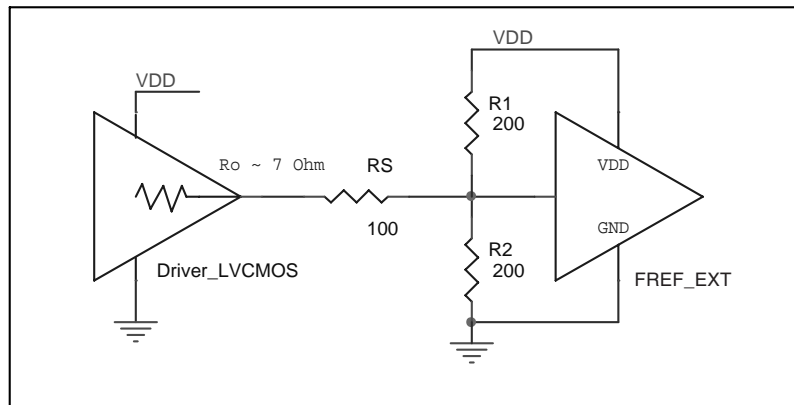 VDD
VDD
R1
200
Ro ~ 7 Ohm
RS
VDD
100
GND
R2
200
Driver_LVCMOS
FREF_EXT